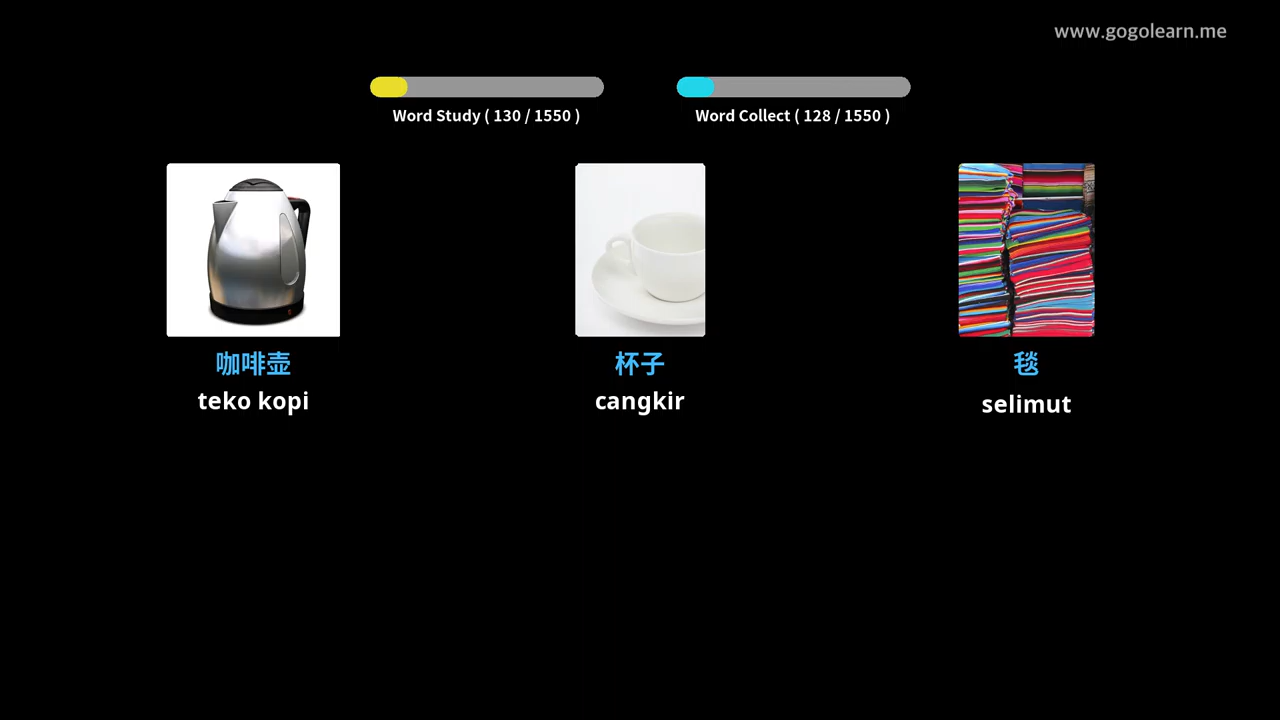 www.gogolearn.me
Word Study ( 130 / 1550 )
Word Collect ( 128 / 1550 )
咖啡壶
teko kopi
杯子
cangkir
毯
selimut